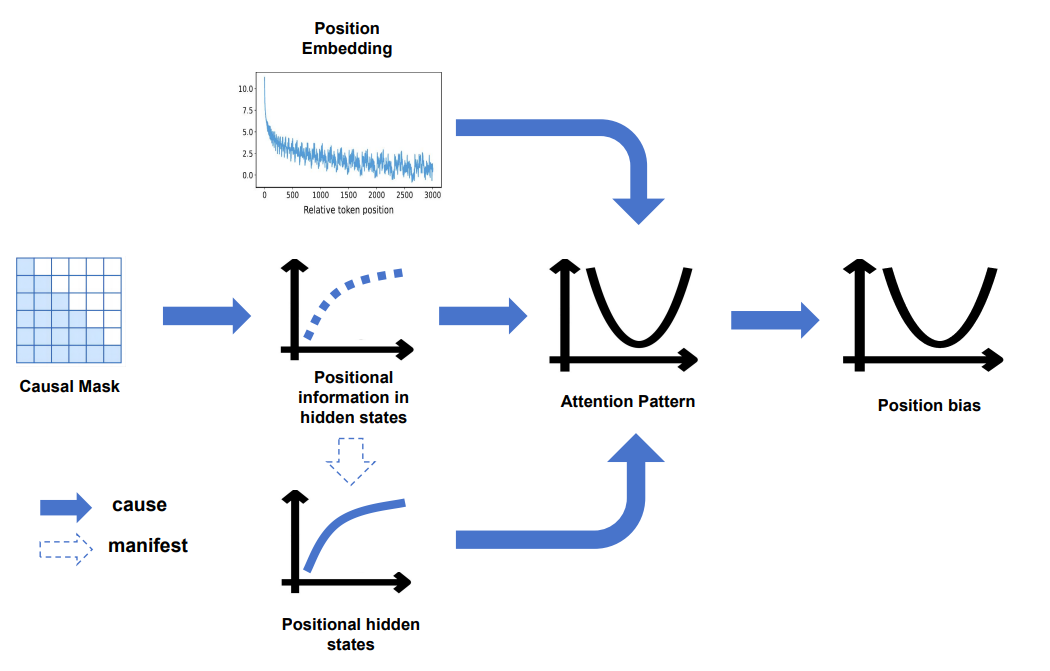 Position
Embedding
10.0
7.5
5.0
2.5
0.0
0 500 1000 1500 2000 2500 3000
Relative token position
Causal Mask
Positional
information in
hidden states
Attention Pattern
Position bias
cause
manifest
Positional hidden
states